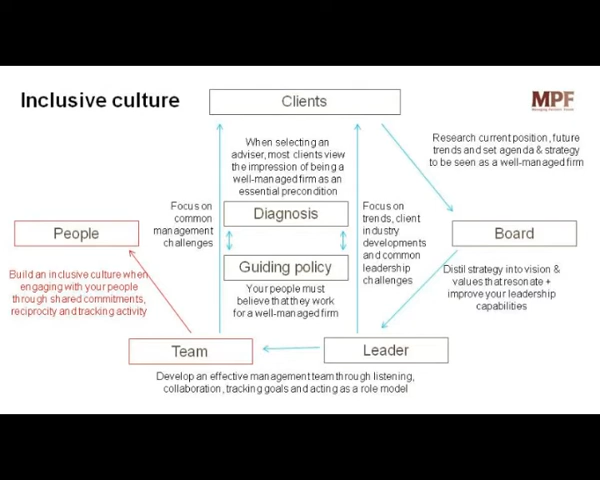 Inclusive culture
Clients
MPF
When selecting an
adviser, most clients view
the impression of being a
well-managed firm as an
essential precondition
Research current position, future
trends and set agenda & strategy
to be seen as a well-managed firm
Focus on
common
management
challenges
Diagnosis
Focus on
trends, client
industry
developments
and common
leadership
challenges
People
Board
Guiding policy
Build an inclusive culture when
engaging with your people
through shared commitments,
reciprocity and tracking activity
Your people must
believe that they work
for a well-managed firm
Distil strategy into vision &
values that resonate +
improve your leadership
capabilities
Team
Leader
Develop an effective management team through listening,
collaboration, tracking goals and acting as a role model